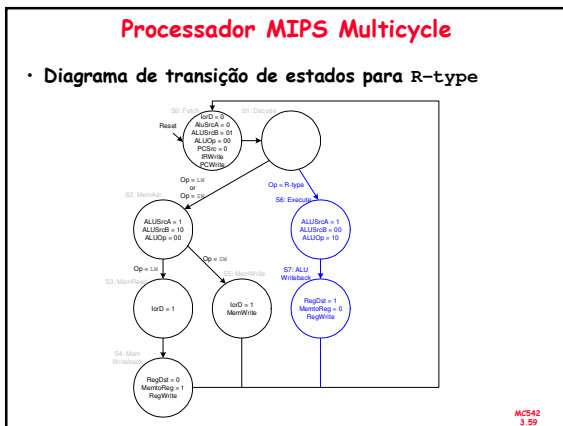 Processador MIPS Multicycle
• Diagrama de transição de estados para R-type
S0: Fetch
S1: Decode
Reset
IorD = 0
AluSrcA = 0
ALUSrcB = 01
ALUOp = 00
PCSrc = 0
IRWrite
PCWrite
Op = LW
or
Op = SW
Op = R-type
S2: MemAdr
S6: Execute
ALUSrcA = 1
ALUSrcB = 10
ALUOp = 00
ALUSrcA = 1
ALUSrcB = 00
ALUOp = 10
Op = LW
Op = SW
S3: MemRead
S5: MemWrite
S7: ALU
Writeback
IorD = 1
IorD = 1
MemWrite
RegDst = 1
MemtoReg = 0
RegWrite
S4: Mem
Writeback
RegDst = 0
MemtoReg = 1
RegWrite
MC542
3.59